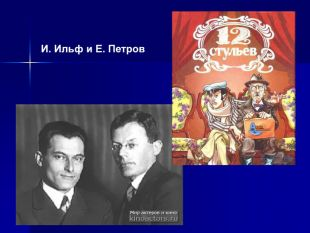 И. Ильф и Е. Петров
12
стульев
Мир актеров и кино
kinoactors.ru